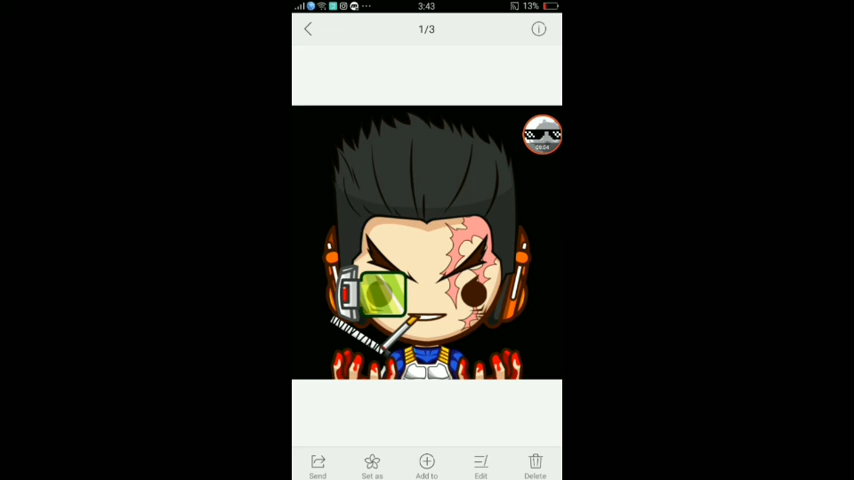 3:43
13%
1/3
Send
Set as
Add to
Edit
Delete